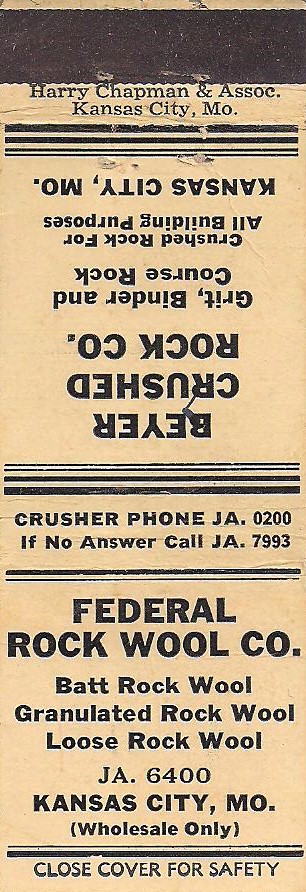 Harry Chapman & Assoc.
Kansas City, Mo.
BEYER
CRUSHED
ROCK CO.
Grit, Binder and
Course Rock
Crushed Rock For
All Building Purposes
KANSAS CITY, MO.
CRUSHER PHONE JA. 0200
If No Answer Call JA. 7993
FEDERAL
ROCK WOOL CO.
Batt Rock Wool
Granulated Rock Wool
Loose Rock Wool
JA. 6400
KANSAS CITY, MO.
(Wholesale Only)
CLOSE COVER FOR SAFETY